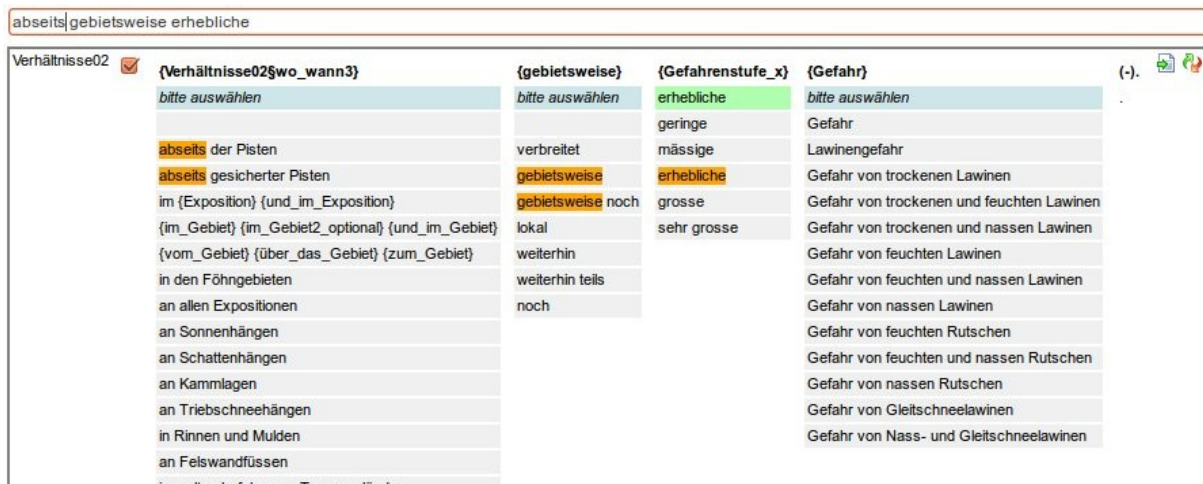 abseits gebietsweise erhebliche
Verhältnisse02 {Verhältnisse02§wo_wann3} {gebietsweise} {Gefahrenstufe_x} {Gefahr} (-).
bitte auswählen bitte auswählen erhebliche bitte auswählen .
geringe Gefahr
abseits der Pisten verbreitet mässige Lawinengefahr
abseits gesicherter Pisten gebietsweise erhebliche Gefahr von trockenen Lawinen
im {Exposition} {und_im_Exposition} gebietsweise noch grosse Gefahr von trockenen und feuchten Lawinen
{im_Gebiet} {im_Gebiet2_optional} {und_im_Gebiet} lokal sehr grosse Gefahr von trockenen und nassen Lawinen
{vom_Gebiet} {über_das_Gebiet} {zum_Gebiet} weiterhin Gefahr von feuchten Lawinen
in den Föhngebieten weiterhin teils Gefahr von feuchten und nassen Lawinen
an allen Expositionen noch Gefahr von nassen Lawinen
an Sonnenhängen Gefahr von feuchten Rutschen
an Schattenhängen Gefahr von feuchten und nassen Rutschen
an Kammlagen Gefahr von nassen Rutschen
an Triebschneehängen Gefahr von Gleitschneelawinen
in Rinnen und Mulden Gefahr von Nass- und Gleitschneelawinen
an Felswandfüssen